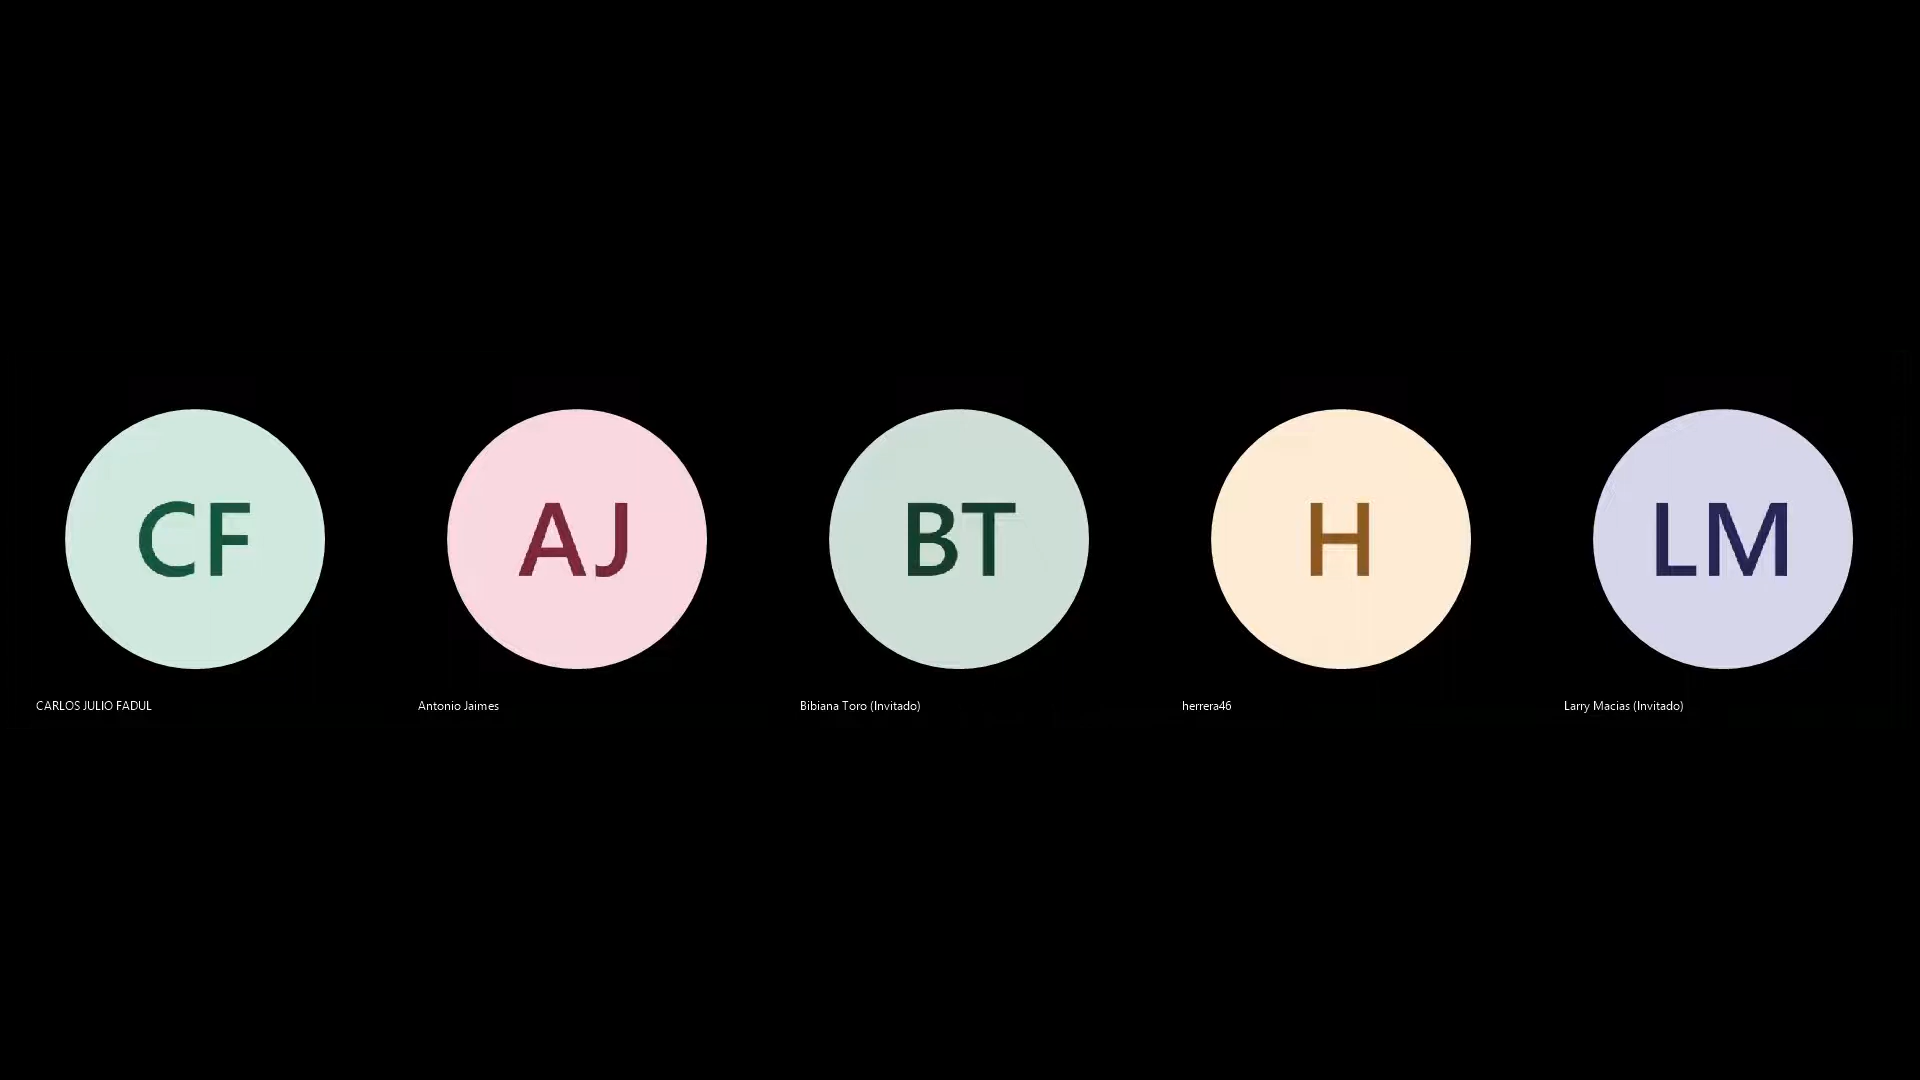 CF
AJ
BT
H
LM
CARLOS JULIO FADUL
Antonio Jaimes
Bibiana Toro (Invitado)
herrera46
Larry Macias (Invitado)